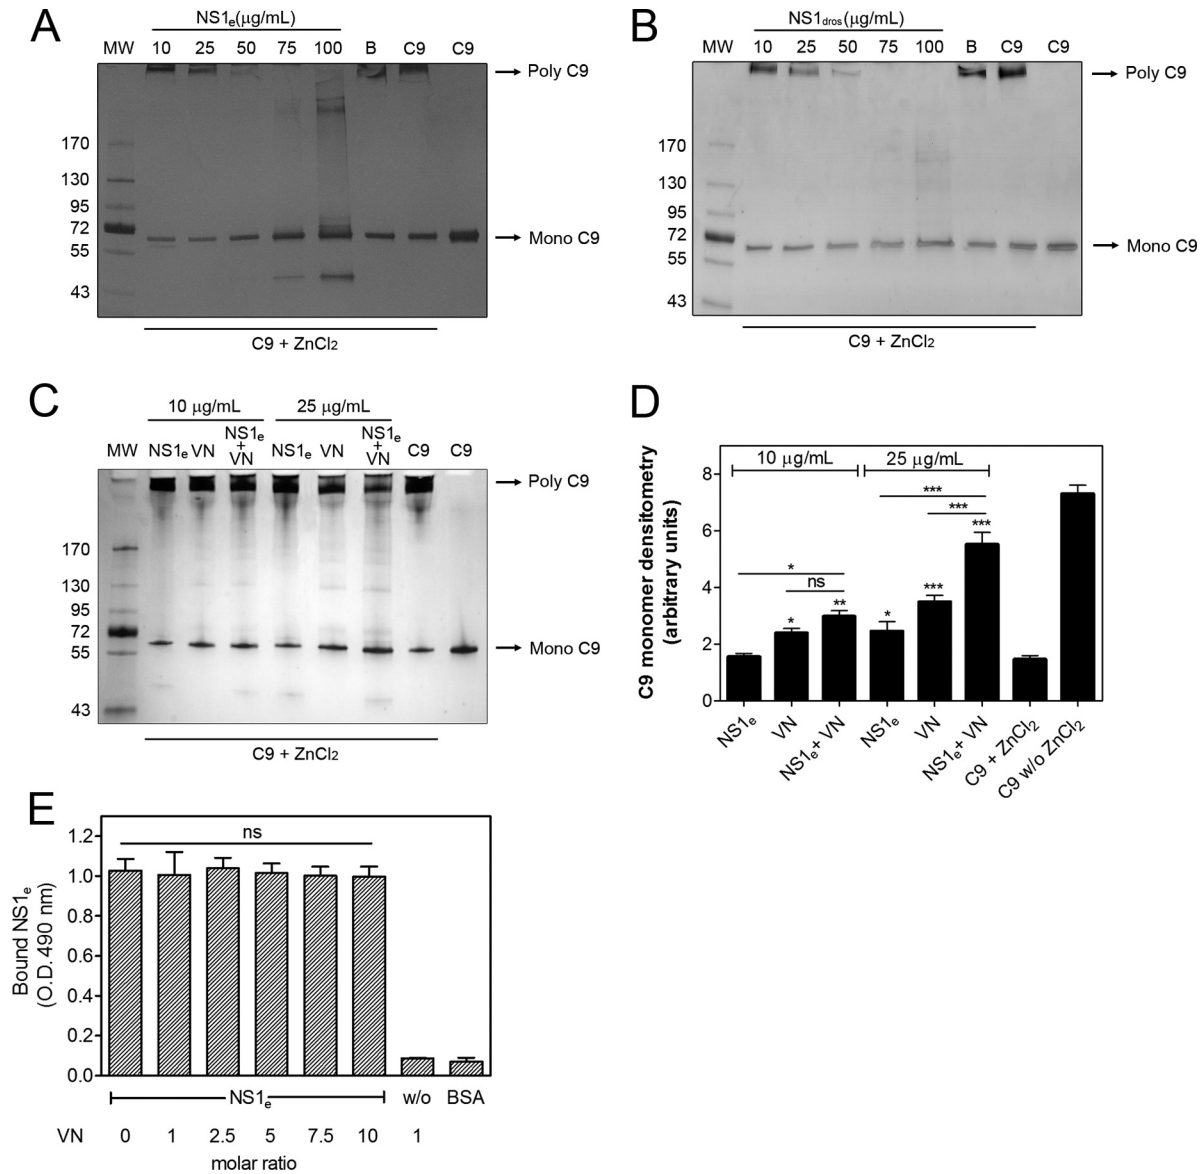 A
NS1e(μg/mL)
MW 10 25 50 75 100 B C9 C9
Poly C9
170
130
95
72
55
43
Mono C9
C9 + ZnCl2
B
NS1dros(μg/mL)
MW 10 25 50 75 100 B C9 C9
Poly C9
170
130
95
72
55
43
Mono C9
C9 + ZnCl2
C
10 μg/mL 25 μg/mL
MW NS1e VN NS1e + VN NS1e VN NS1e + VN C9 C9
Poly C9
170
130
95
72
55
43
Mono C9
C9 + ZnCl2
D
C9 monomer densitometry
(arbitrary units)
8
6
4
2
0
10 μg/mL 25 μg/mL
***
***
***
*
ns
*
**
*
***
NS1e
VN
NS1e+ VN
NS1e
VN
NS1e + VN
C9 + ZnCl2
C9 w/o ZnCl2
E
Bound NS1e
(O.D. 490 nm)
1.2
1.0
0.8
0.6
0.4
0.2
0.0
ns
NS1e w/o BSA
VN 0 1 2.5 5 7.5 10 1
molar ratio